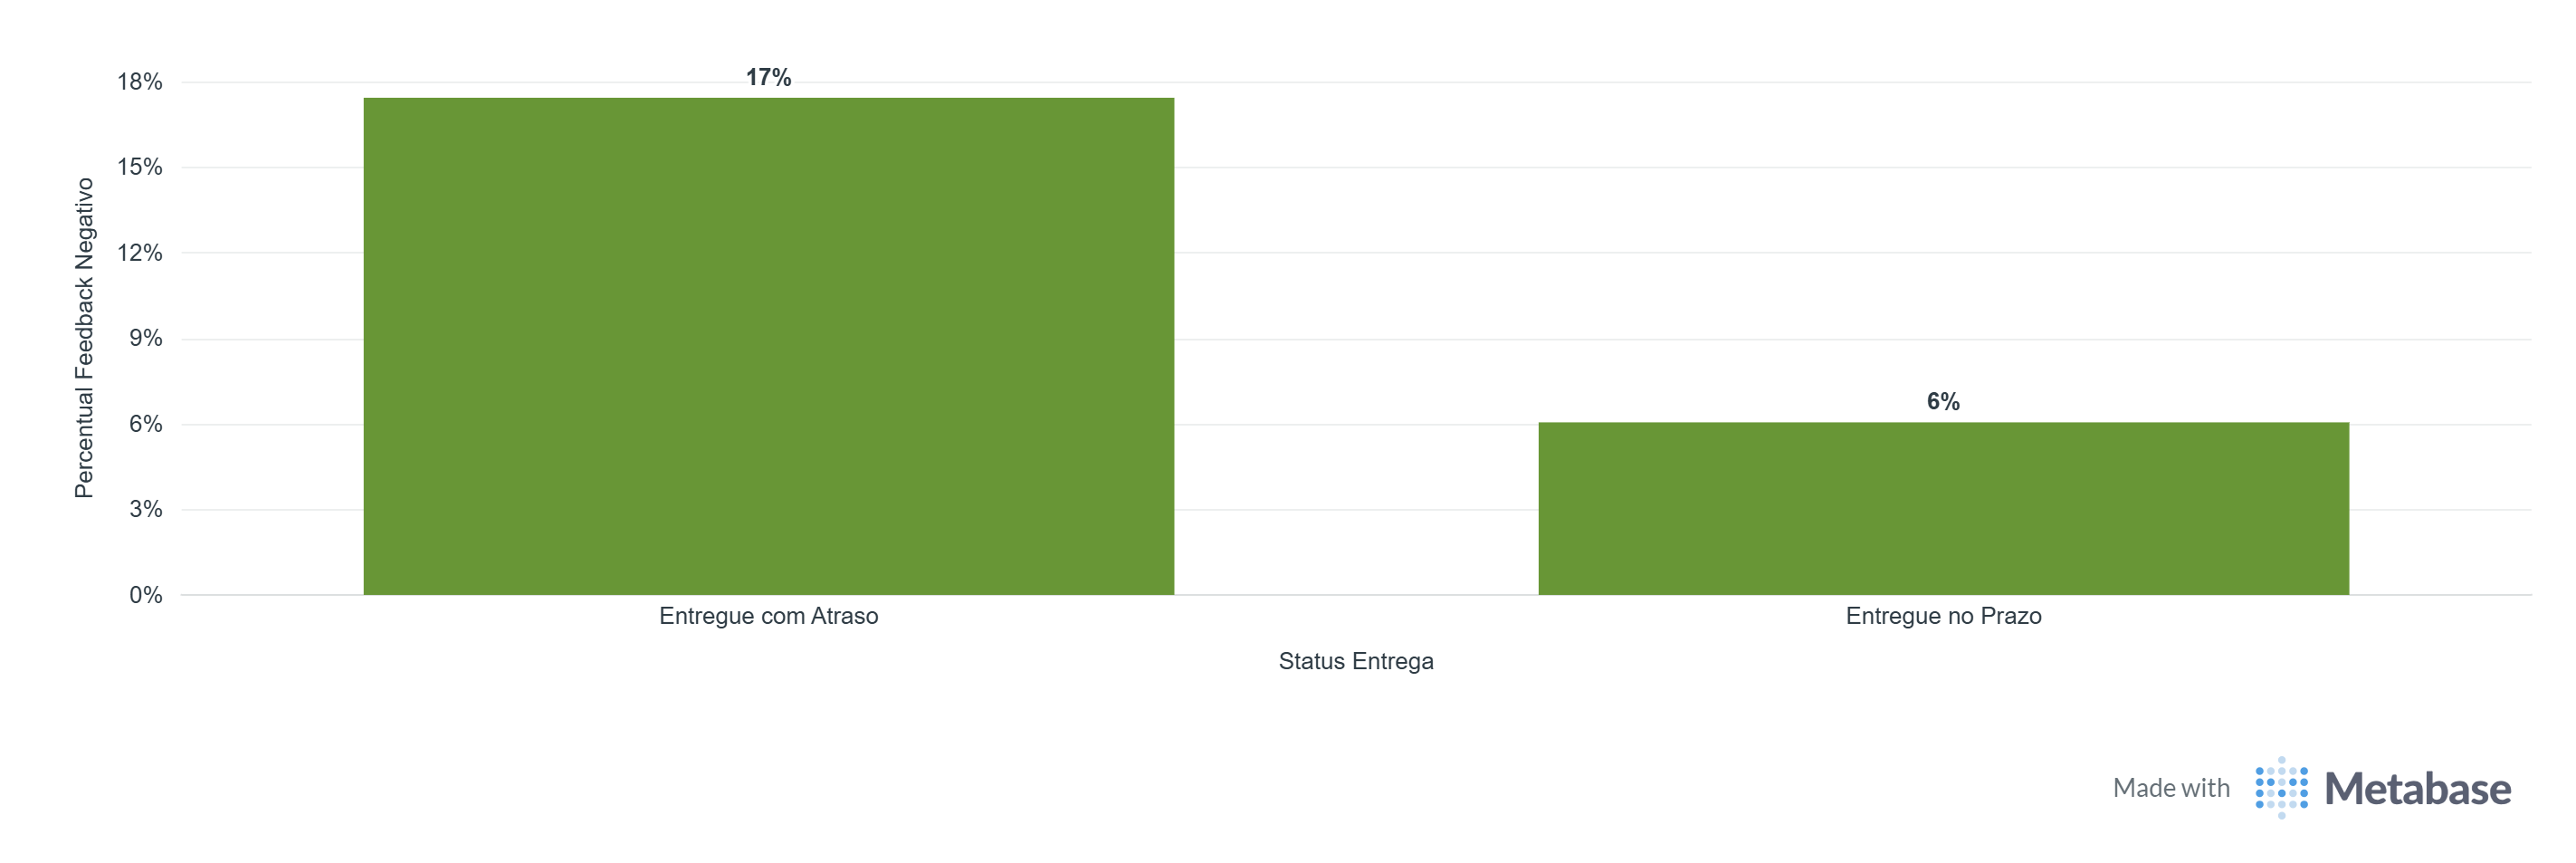 Percentual Feedback Negativo
18%
15%
12%
9%
6%
3%
0%
17%
6%
Entregue com Atraso
Entregue no Prazo
Status Entrega
Made with Metabase